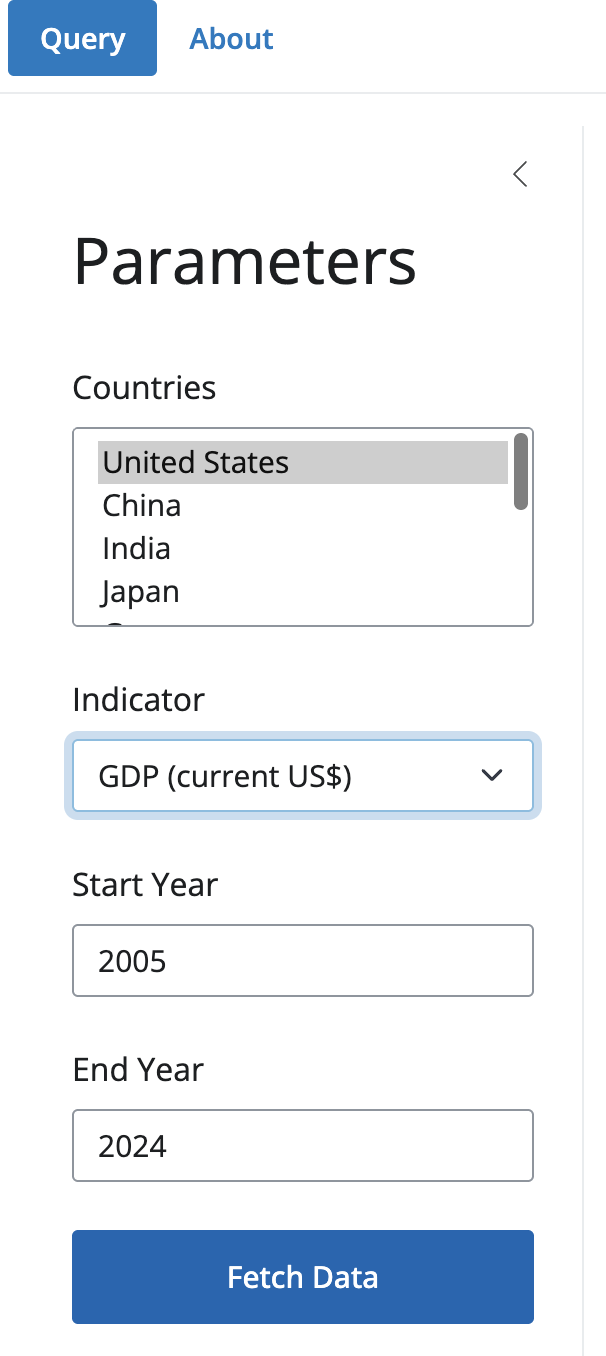 Query About
Parameters
Countries
United States
China
India
Japan
Indicator
GDP (current US$)
Start Year
2005
End Year
2024
Fetch Data